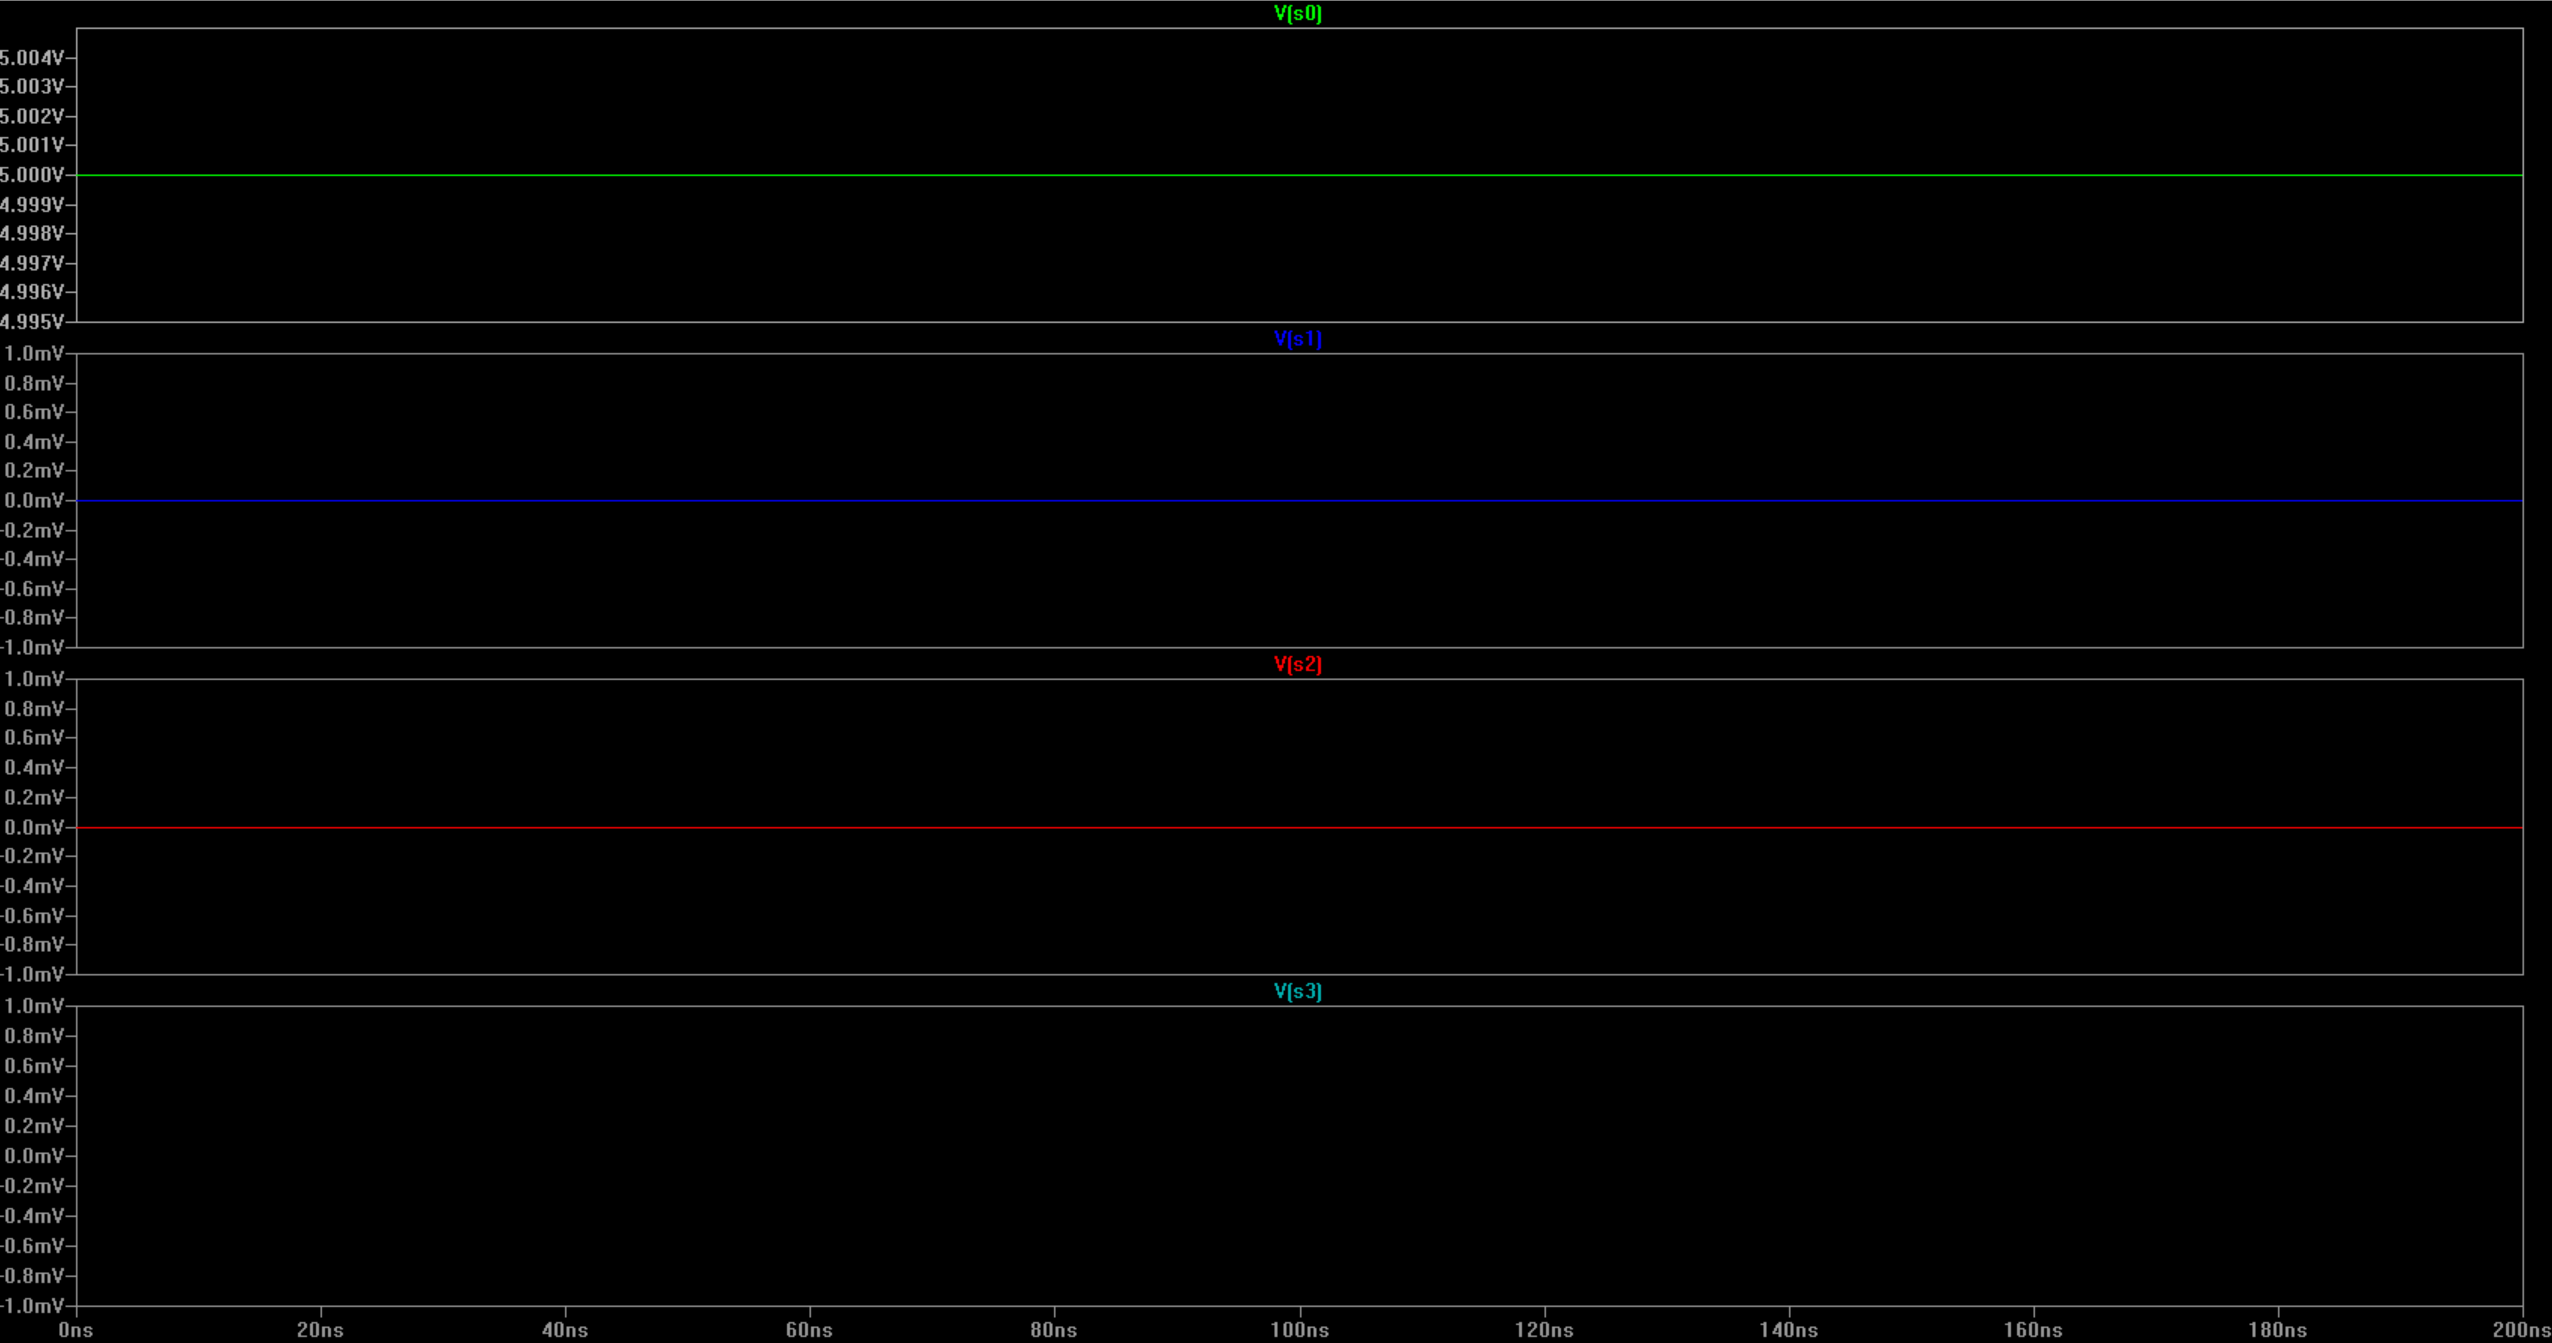 V(s0)
5.004V
5.003V
5.002V
5.001V
5.000V
4.999V
4.998V
4.997V
4.996V
4.995V
V(s1)
1.0mV
0.8mV
0.6mV
0.4mV
0.2mV
0.0mV
-0.2mV
-0.4mV
-0.6mV
-0.8mV
-1.0mV
V(s2)
1.0mV
0.8mV
0.6mV
0.4mV
0.2mV
0.0mV
-0.2mV
-0.4mV
-0.6mV
-0.8mV
-1.0mV
V(s3)
1.0mV
0.8mV
0.6mV
0.4mV
0.2mV
0.0mV
-0.2mV
-0.4mV
-0.6mV
-0.8mV
-1.0mV
0ns 20ns 40ns 60ns 80ns 100ns 120ns 140ns 160ns 180ns 200ns